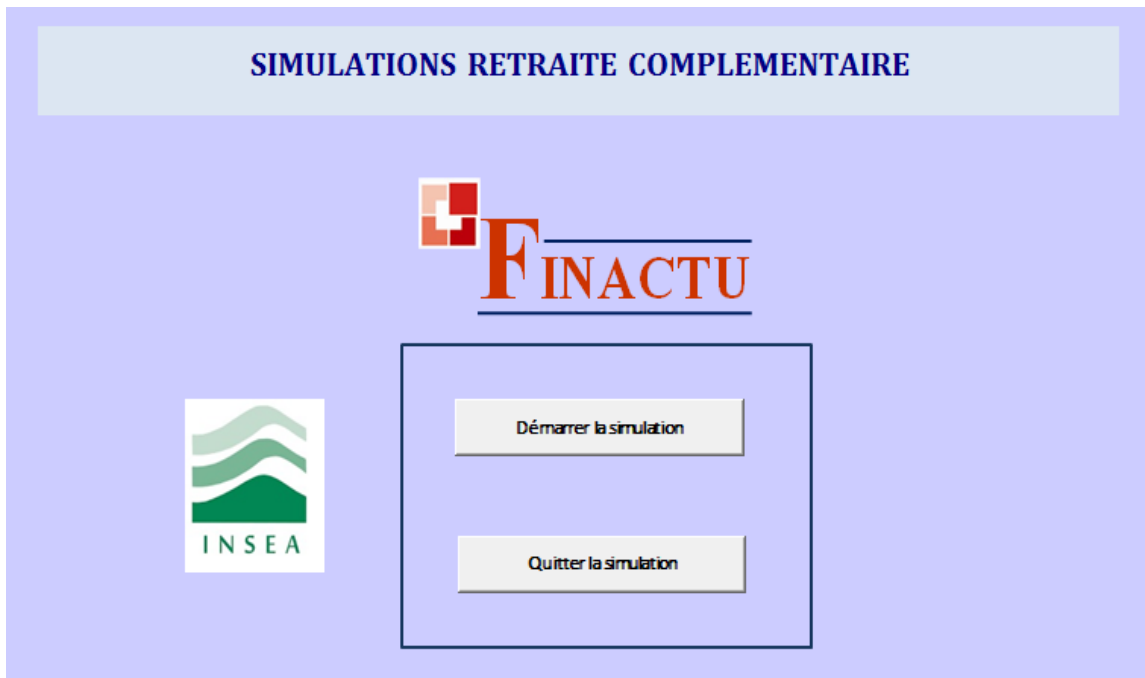 SIMULATIONS RETRAITE COMPLEMENTAIRE
FINACTU
Démarrer la simulation
INSEA
Quitter la simulation